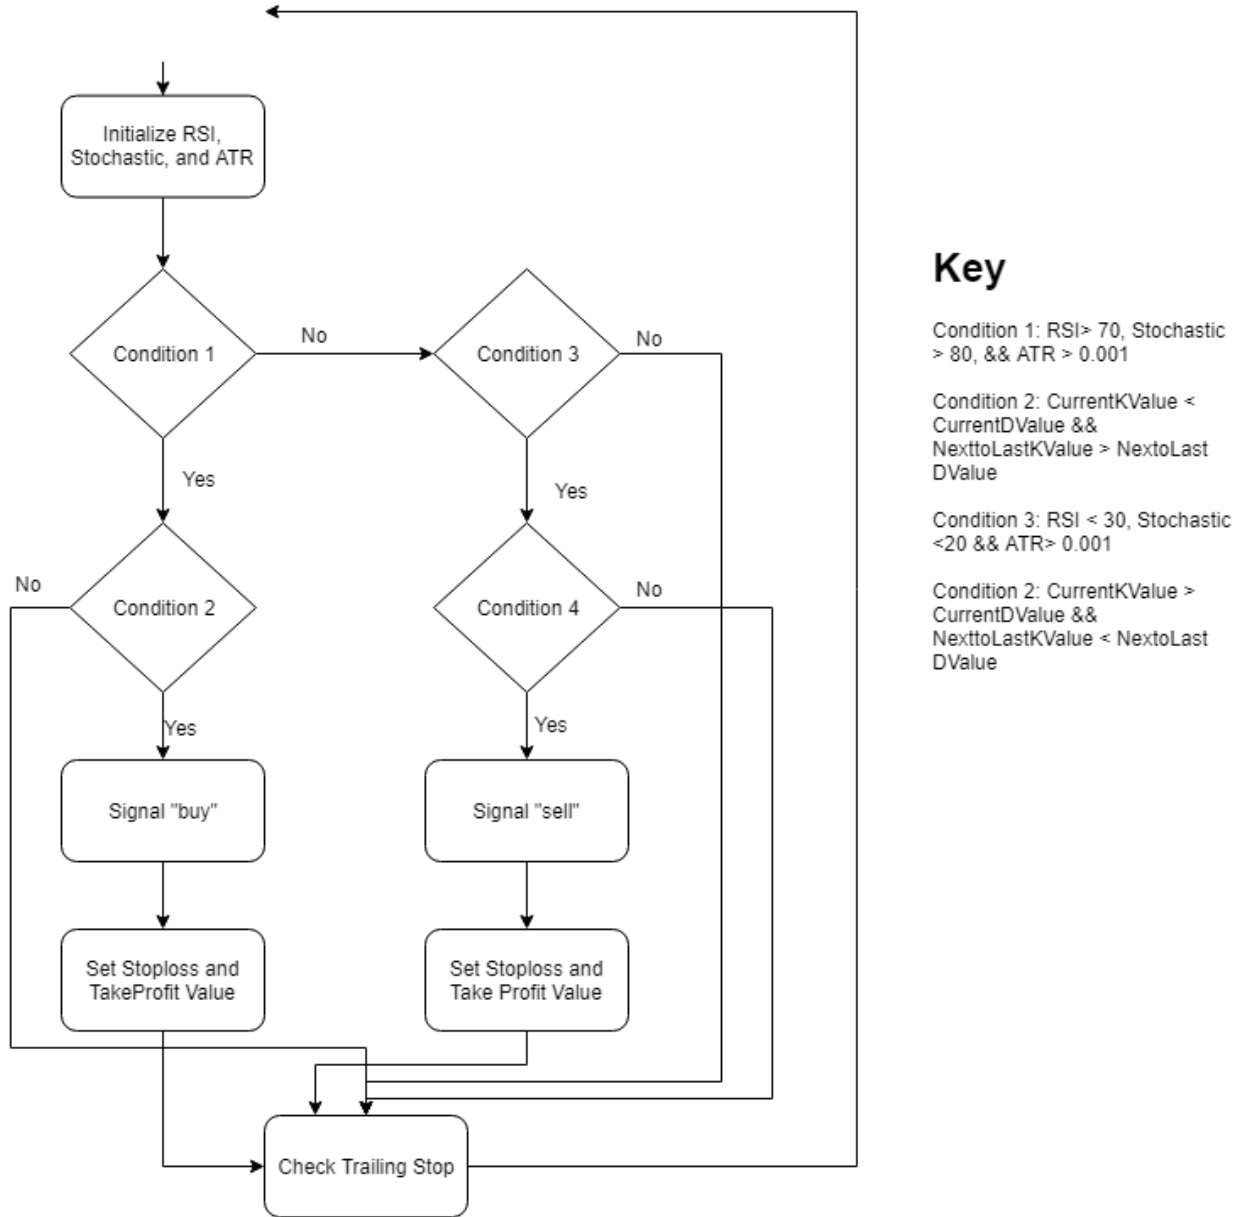 Initialize RSI,
Stochastic, and ATR
Condition 1
No
Condition 3
No
Yes
Yes
No
Condition 2
Condition 4
No
Yes
Yes
Signal "buy"
Signal "sell"
Set Stoploss and
TakeProfit Value
Set Stoploss and
Take Profit Value
Check Trailing Stop
Key
Condition 1: RSI> 70, Stochastic
> 80, && ATR > 0.001
Condition 2: CurrentKValue <
CurrentDValue &&
NexttoLastKValue > NextoLast
DValue
Condition 3: RSI < 30, Stochastic
<20 && ATR> 0.001
Condition 2: CurrentKValue >
CurrentDValue &&
NexttoLastKValue < NextoLast
DValue